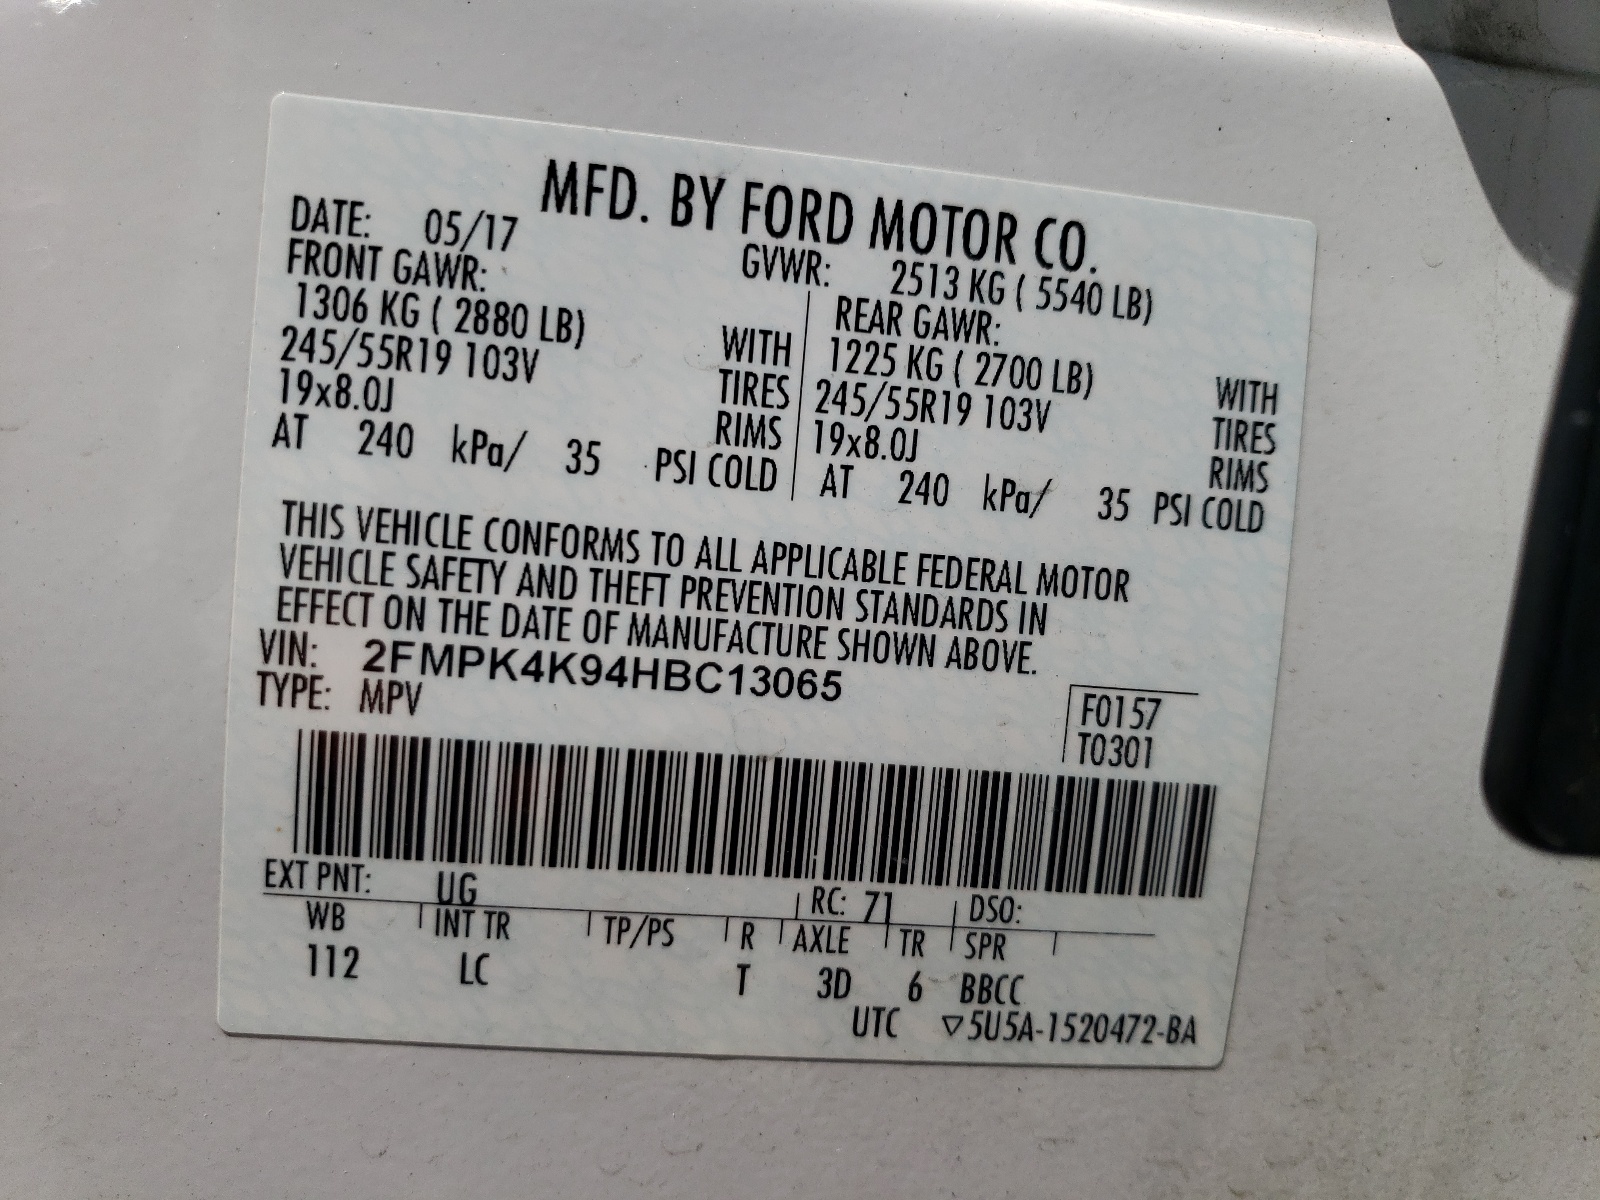 MFD. BY FORD MOTOR CO.
DATE: 05/17 GVWR: 2513 KG ( 5540 LB)
FRONT GAWR: REAR GAWR:
1306 KG ( 2880 LB) WITH 1225 KG ( 2700 LB) WITH
245/55R19 103V TIRES 245/55R19 103V TIRES
19x8.0J RIMS 19x8.0J RIMS
AT 240 kPa/ 35 PSI COLD AT 240 kPa/ 35 PSI COLD
THIS VEHICLE CONFORMS TO ALL APPLICABLE FEDERAL MOTOR
VEHICLE SAFETY AND THEFT PREVENTION STANDARDS IN
EFFECT ON THE DATE OF MANUFACTURE SHOWN ABOVE.
VIN: 2FMPK4K94HBC13065
TYPE: MPV
F0157
T0301
EXT PNT: UG RC: 71 DSO:
WB INT TR TP/PS R AXLE TR SPR
112 LC T 3D 6 BBCC
UTC ▽5U5A-1520472-BA